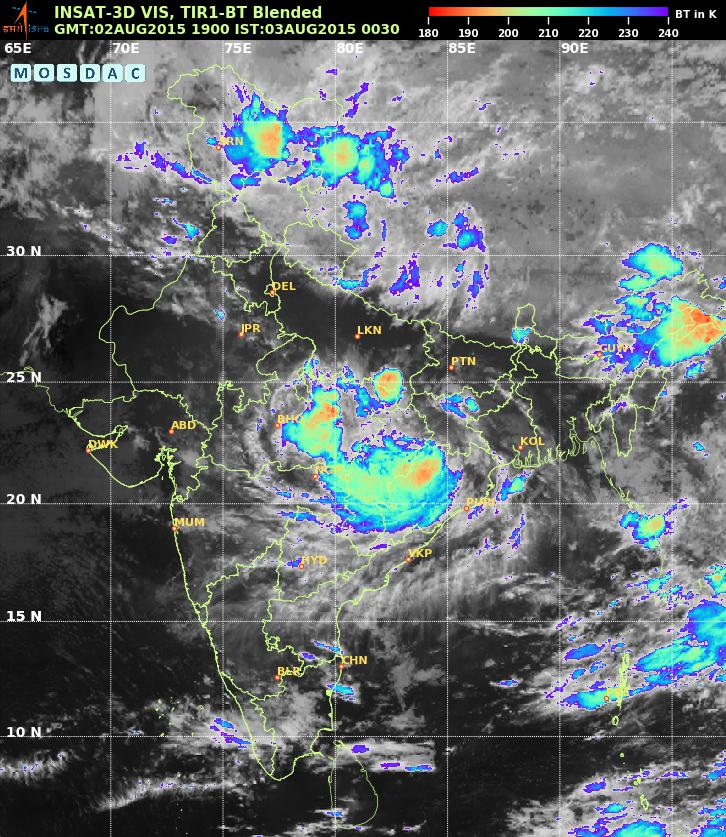 INSAT-3D VIS, TIR1-BT Blended
GMT:02AUG2015 1900 IST:03AUG2015 0030
BT in K
180 190 200 210 220 230 240
65E 70E 75E 80E 85E 90E
MOSDAC
30 N
DEL
JPR
LKN
PTN
25 N
ABD
DWK
KOL
20 N
MUM
HYD
VKP
15 N
CHN
BLR
10 N